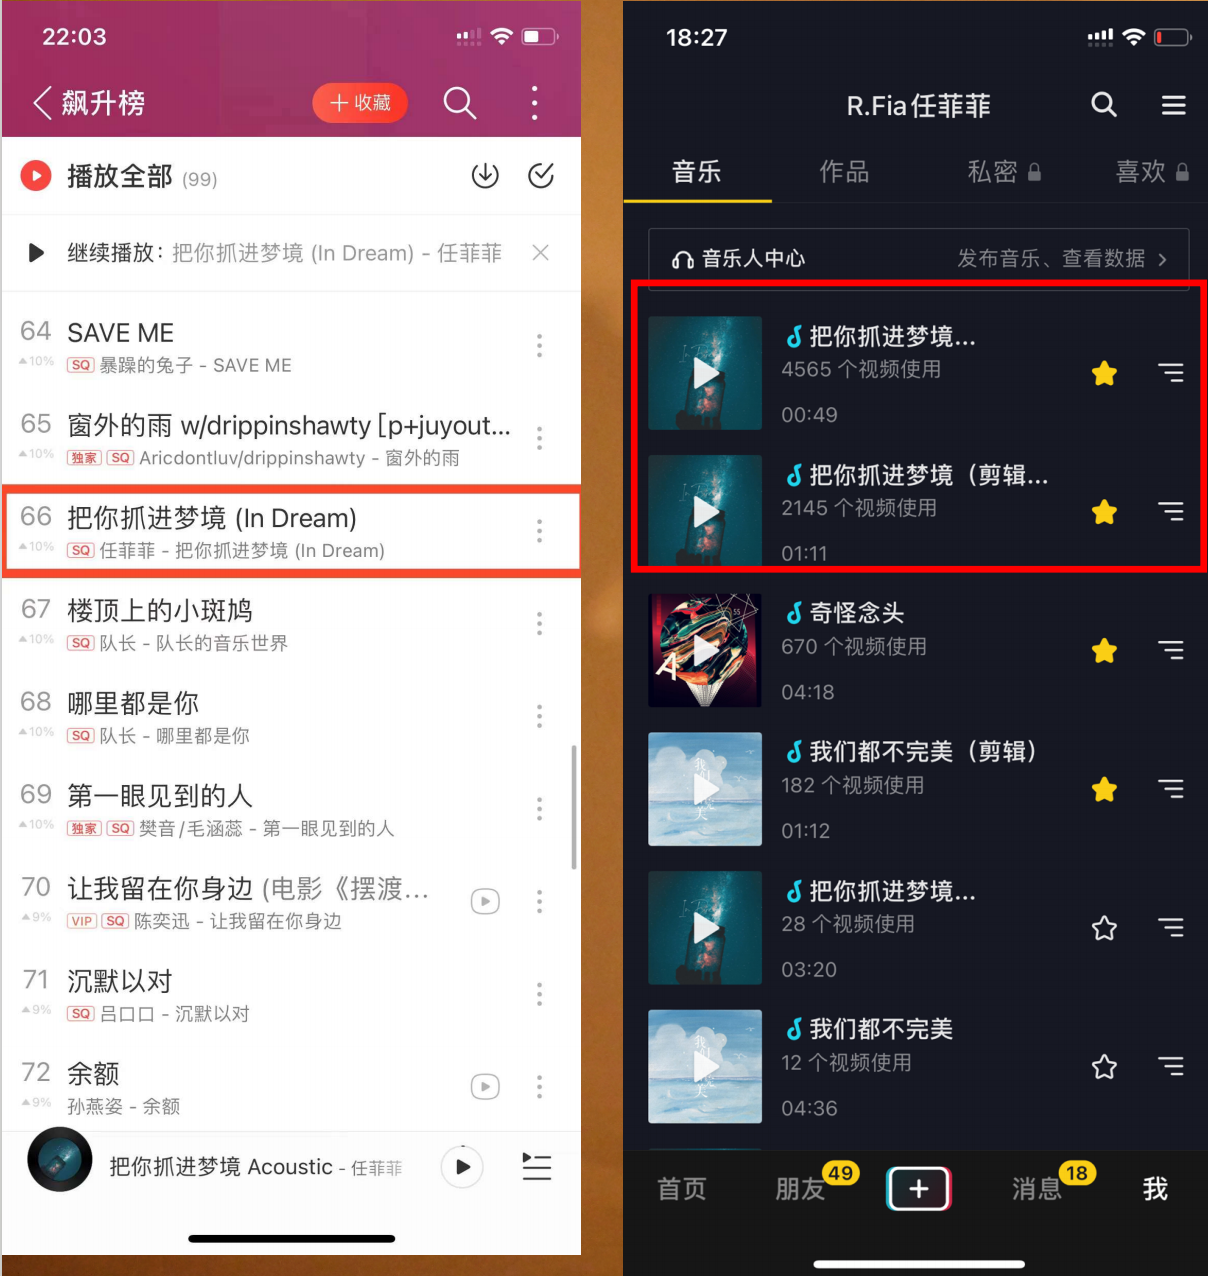 22:03
飙升榜
收藏
播放全部 (99)
继续播放：把你抓进梦境 (In Dream) - 任菲菲
64 SAVE ME
10% SQ 暴躁的兔子 - SAVE ME
65 窗外的雨 w/drippinshawty [p+juyout...
10% 独家 SQ Aricdontluv/drippinshawty - 窗外的雨
66 把你抓进梦境 (In Dream)
10% SQ 任菲菲 - 把你抓进梦境 (In Dream)
67 楼顶上的小斑鸠
10% SQ 队长 - 队长的音乐世界
68 哪里都是你
10% SQ 队长 - 哪里都是你
69 第一眼见到的人
10% 独家 SQ 樊音/毛涵蕊 - 第一眼见到的人
70 让我留在你身边 (电影《摆渡...
9% VIP SQ 陈奕迅 - 让我留在你身边
71 沉默以对
9% SQ 吕口口 - 沉默以对
72 余额
9% 孙燕姿 - 余额
把你抓进梦境 Acoustic - 任菲菲
18:27
R.Fia任菲菲
音乐 作品 私密 喜欢
音乐人中心 发布音乐、查看数据
把你抓进梦境...
4565 个视频使用
00:49
把你抓进梦境（剪辑...
2145 个视频使用
01:11
奇怪念头
670 个视频使用
04:18
我们都不完美（剪辑）
182 个视频使用
01:12
把你抓进梦境...
28 个视频使用
03:20
我们都不完美
12 个视频使用
04:36
首页 朋友 49 消息 18 我